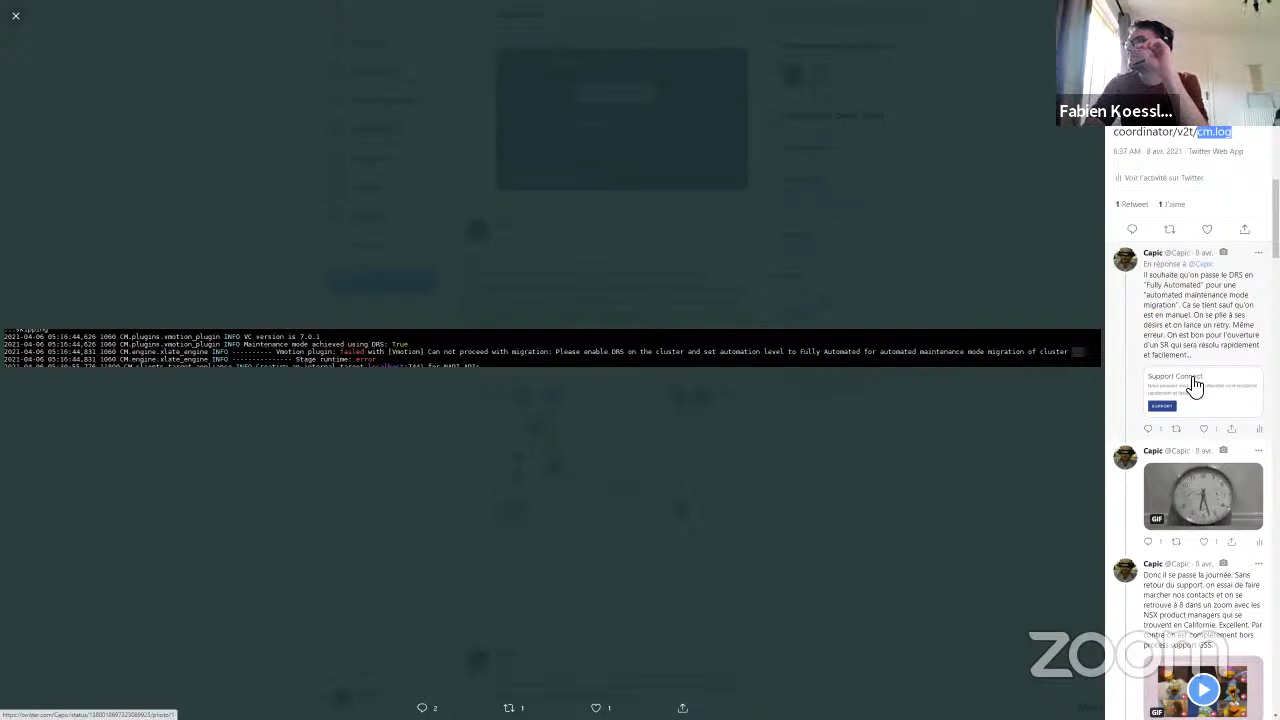 Fabien Koessl...
coordinator/v2t/cm.log
6:37 AM · 8 avr. 2021 · Twitter Web App
Voir l'activité sur Twitter
1 Retweet 1 J'aime
Capic @Capic · 8 avr.
En réponse à @Capic
Il souhaite qu'on passe le DRS en
"Fully Automated" pour une
"automated maintenance mode
migration". Ca se tient sauf qu'on
est en manuel. On se plie à ses
désirs et on lance un retry. Même
erreur. On est bon pour l'ouverture
d'un SR qui sera résolu rapidement
et facilement...
Support Connect
SUPPORT
1 1
Capic @Capic · 8 avr.
GIF
1 1
Capic @Capic · 8 avr.
Donc il se passe la journée. Sans
retour du support. on essai de faire
marcher nos contacts et on se
retrouve à 8 dans un zoom avec les
NSX product managers qui se
trouvent en Californie. Excellent. Par
contre on est complètement hors
process support GSS.
zoom
GIF
...skipping
2021-04-06 05:16:44,626 1060 CM.plugins.vmotion_plugin INFO VC version is 7.0.1
2021-04-06 05:16:44,626 1060 CM.plugins.vmotion_plugin INFO Maintenance mode achieved using DRS: True
2021-04-06 05:16:44,831 1060 CM.engine.xlate_engine INFO ---------- Vmotion plugin: failed with [Vmotion] Can not proceed with migration: Please enable DRS on the cluster and set automation level to Fully Automated for automated maintenance mode migration of cluster
2021-04-06 05:16:44,831 1060 CM.engine.xlate_engine INFO ---------- Stage runtime: error
2 1 1